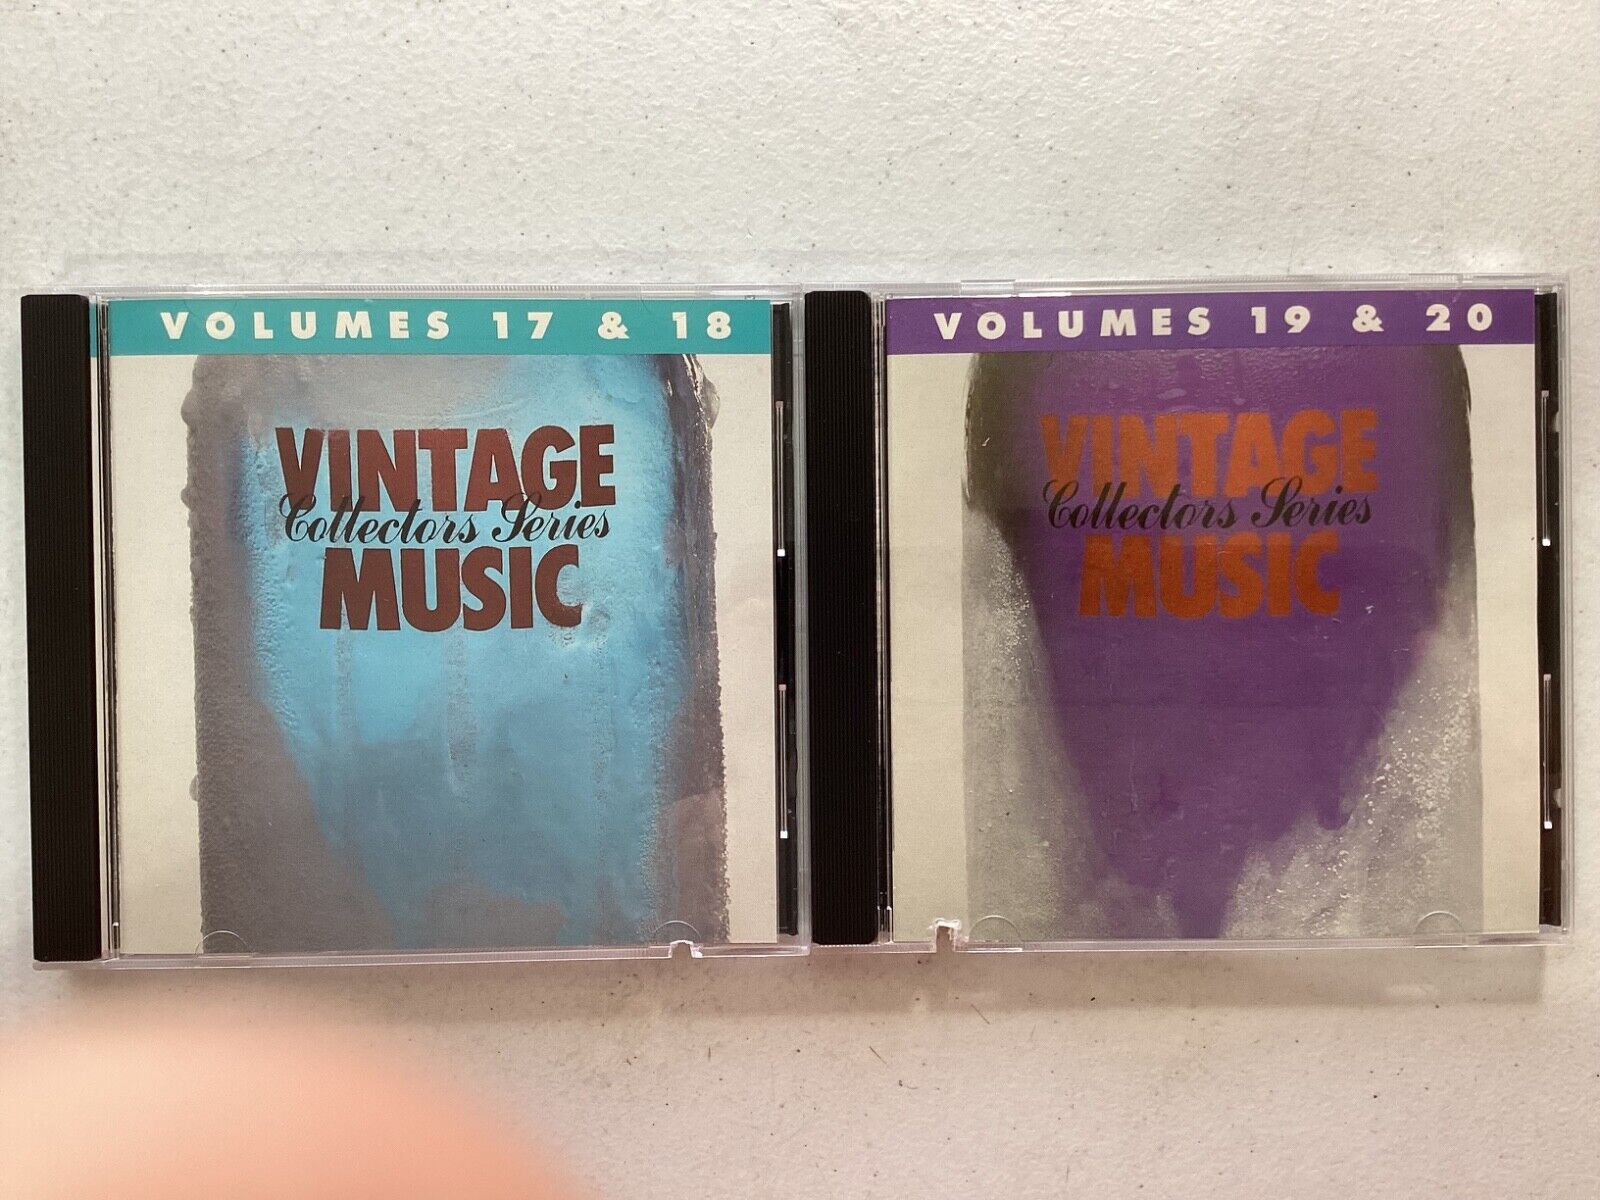 VOLUMES 17 & 18
VINTAGE
Collectors Series
MUSIC
VOLUMES 19 & 20
VINTAGE
Collectors Series
MUSIC